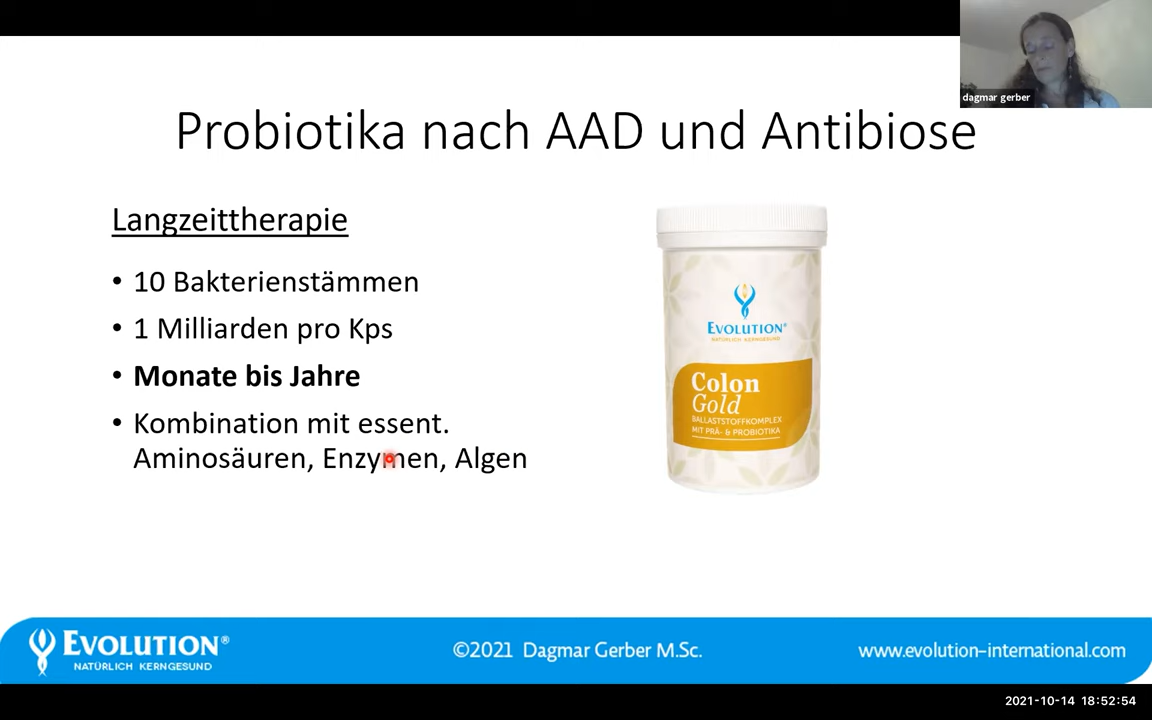 dagmar gerber
Probiotika nach AAD und Antibiose
Langzeittherapie
• 10 Bakterienstämmen
• 1 Milliarden pro Kps
• Monate bis Jahre
• Kombination mit essent.
Aminosäuren, Enzymen, Algen
EVOLUTION®
NATÜRLICH KERNGESUND
Colon
Gold
BALLASTSTOFFKOMPLEX
MIT PRÄ- & PROBIOTIKA
EVOLUTION®
NATÜRLICH KERNGESUND
©2021 Dagmar Gerber M.Sc.
www.evolution-international.com
2021-10-14 18:52:54